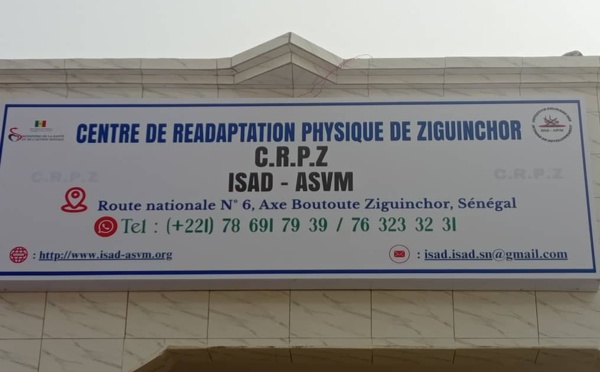 CENTRE DE READAPTATION PHYSIQUE DE ZIGUINCHOR
C.R.P.Z
ISAD - ASVM
C.R.P.Z
C.R.P.Z
Route nationale N° 6, Axe Boutoute Ziguinchor, Sénégal
Tel : (+221) 78 691 79 39 / 76 323 32 31
: http://www.isad-asvm.org
: isad.isad.sn@gmail.com